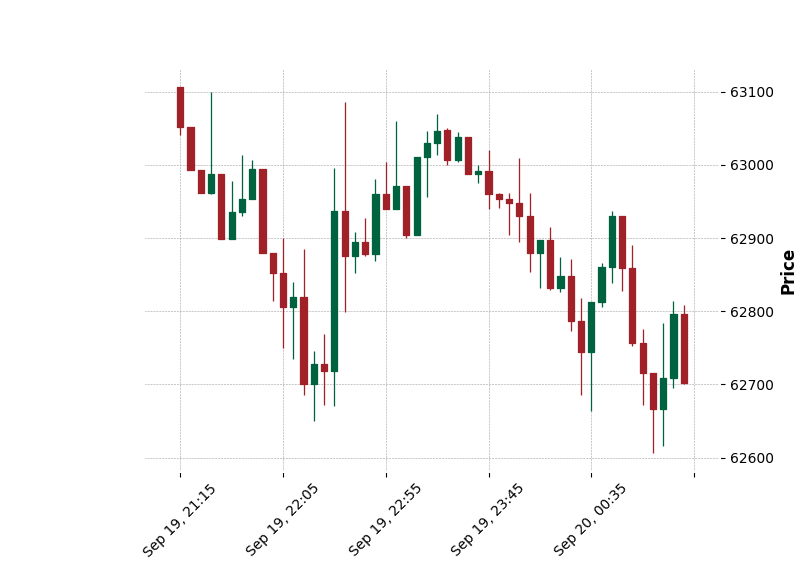 63100
63000
62900
62800
62700
62600
Price
Sep 19, 21:15
Sep 19, 22:05
Sep 19, 22:55
Sep 19, 23:45
Sep 20, 00:35